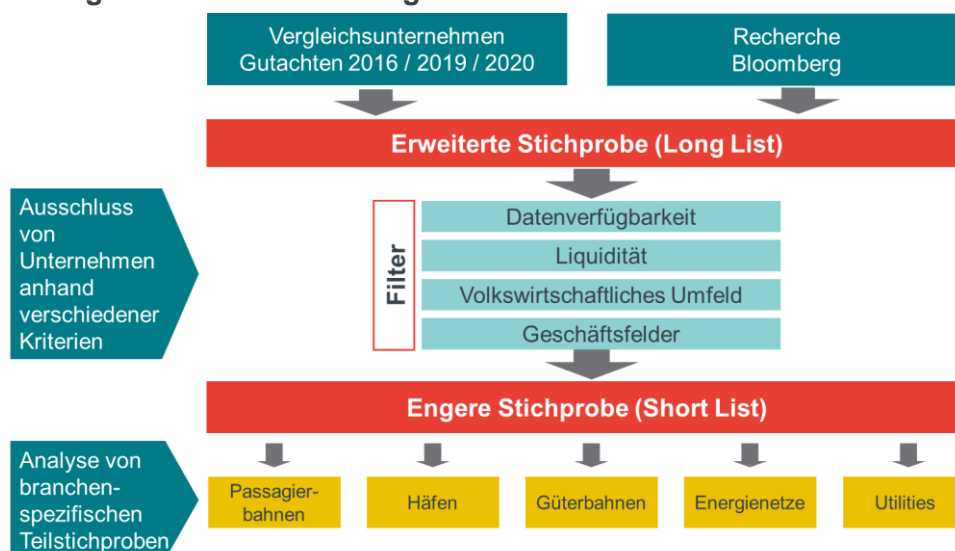 Vergleichsunternehmen
Gutachten 2016 / 2019 / 2020
Recherche
Bloomberg
Erweiterte Stichprobe (Long List)
Ausschluss
von
Unternehmen
anhand
verschiedener
Kriterien
Filter
Datenverfügbarkeit
Liquidität
Volkswirtschaftliches Umfeld
Geschäftsfelder
Engere Stichprobe (Short List)
Analyse von
branchen-
spezifischen
Teilstichproben
Passagier-
bahnen
Häfen
Güterbahnen
Energienetze
Utilities